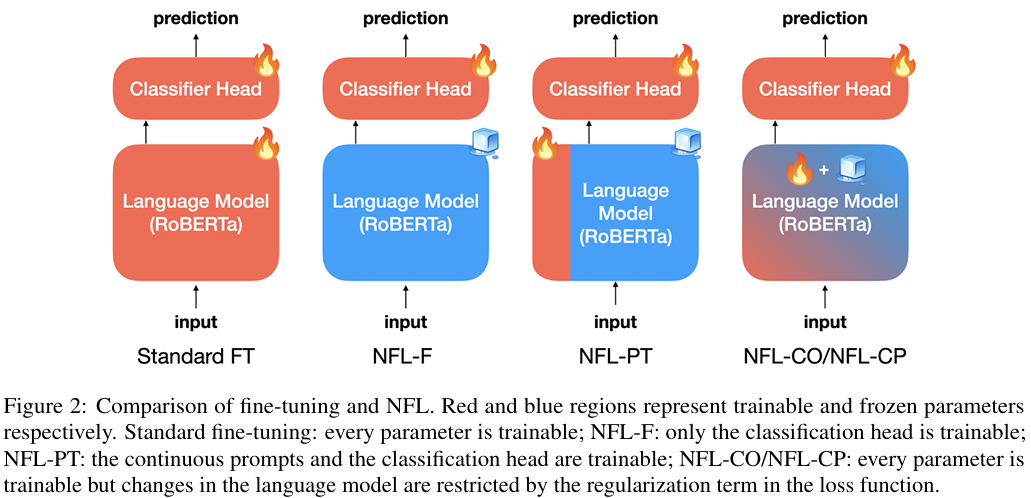 prediction prediction prediction prediction
Classifier Head Classifier Head Classifier Head Classifier Head
Language Model
(RoBERTa)
Language Model
(RoBERTa)
Language
Model
(RoBERTa)
+
Language Model
(RoBERTa)
input input input input
Standard FT NFL-F NFL-PT NFL-CO/NFL-CP
Figure 2: Comparison of fine-tuning and NFL. Red and blue regions represent trainable and frozen parameters
respectively. Standard fine-tuning: every parameter is trainable; NFL-F: only the classification head is trainable;
NFL-PT: the continuous prompts and the classification head are trainable; NFL-CO/NFL-CP: every parameter is
trainable but changes in the language model are restricted by the regularization term in the loss function.